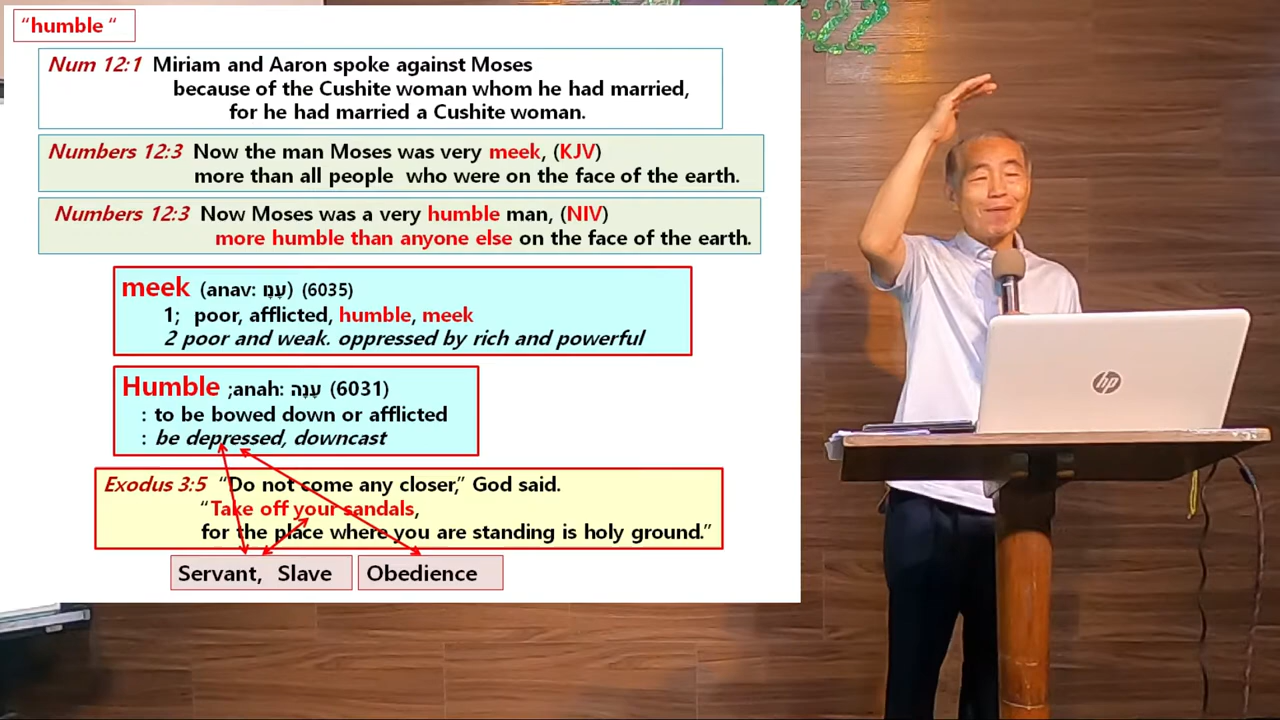 “humble “
Num 12:1 Miriam and Aaron spoke against Moses
because of the Cushite woman whom he had married,
for he had married a Cushite woman.
Numbers 12:3 Now the man Moses was very meek, (KJV)
more than all people who were on the face of the earth.
Numbers 12:3 Now Moses was a very humble man, (NIV)
more humble than anyone else on the face of the earth.
meek (anav: ) (6035)
1; poor, afflicted, humble, meek
2 poor and weak. oppressed by rich and powerful
Humble ;anah: עָנָה (6031)
: to be bowed down or afflicted
: be depressed, downcast
Exodus 3:5 “Do not come any closer,” God said.
“Take off your sandals,
for the place where you are standing is holy ground.”
Servant, Slave
Obedience
hp